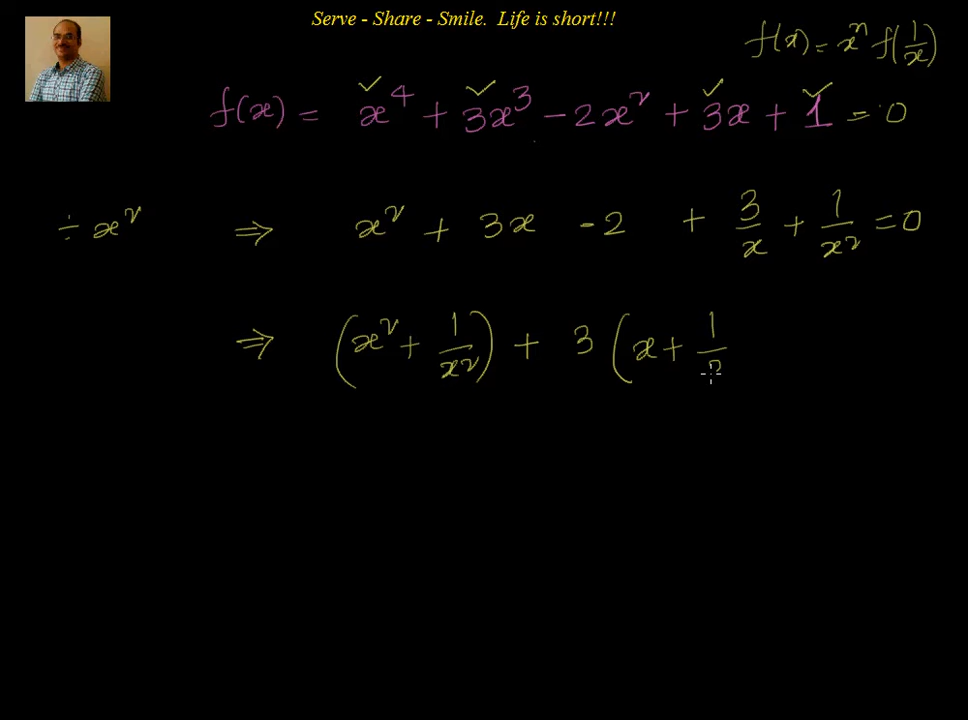 Serve - Share - Smile. Life is short!!!
f(x) = xⁿ f(1/x)
f(x) = x⁴ + 3x³ - 2x² + 3x + 1 = 0
÷ x² ⇒ x² + 3x - 2 + 3/x + 1/x² = 0
⇒ (x² + 1/x²) + 3 (x + 1/